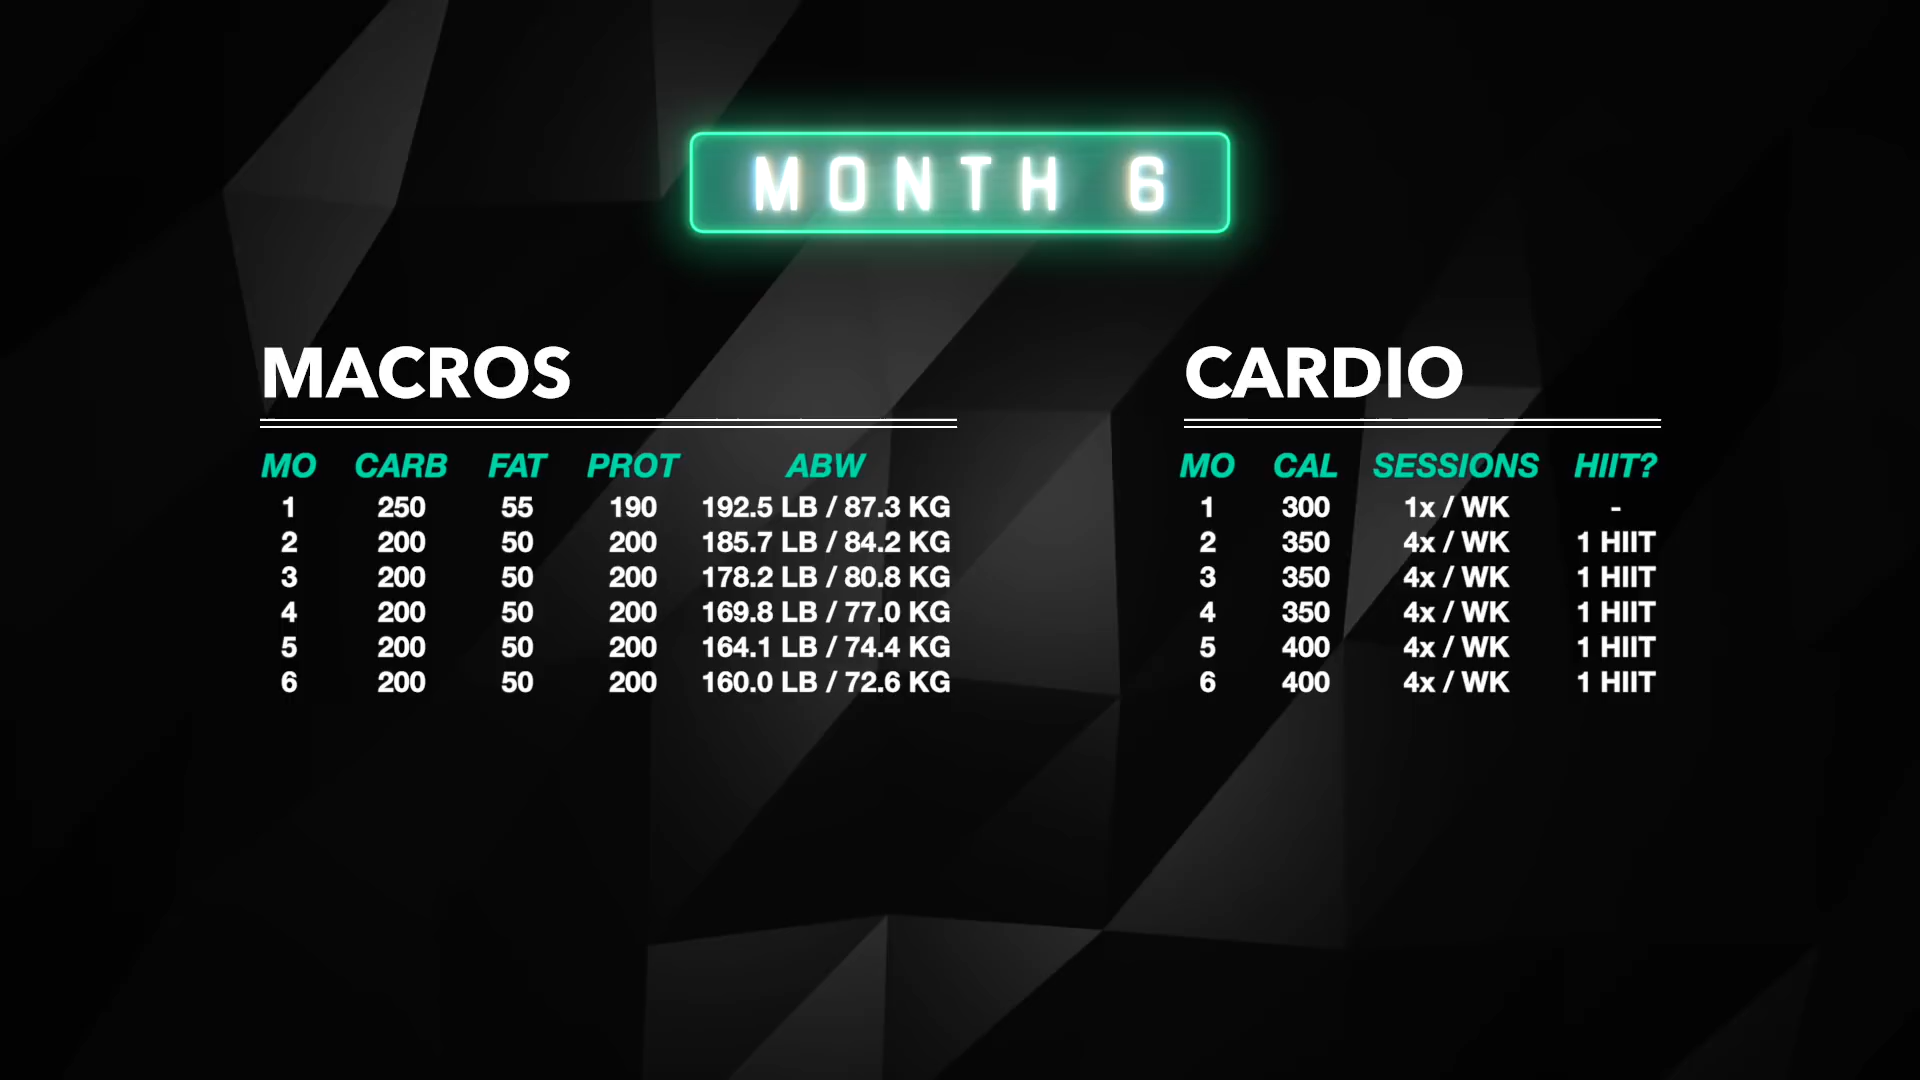 MONTH 6
MACROS
MO CARB FAT PROT ABW
1 250 55 190 192.5 LB / 87.3 KG
2 200 50 200 185.7 LB / 84.2 KG
3 200 50 200 178.2 LB / 80.8 KG
4 200 50 200 169.8 LB / 77.0 KG
5 200 50 200 164.1 LB / 74.4 KG
6 200 50 200 160.0 LB / 72.6 KG
CARDIO
MO CAL SESSIONS HIIT?
1 300 1x / WK -
2 350 4x / WK 1 HIIT
3 350 4x / WK 1 HIIT
4 350 4x / WK 1 HIIT
5 400 4x / WK 1 HIIT
6 400 4x / WK 1 HIIT